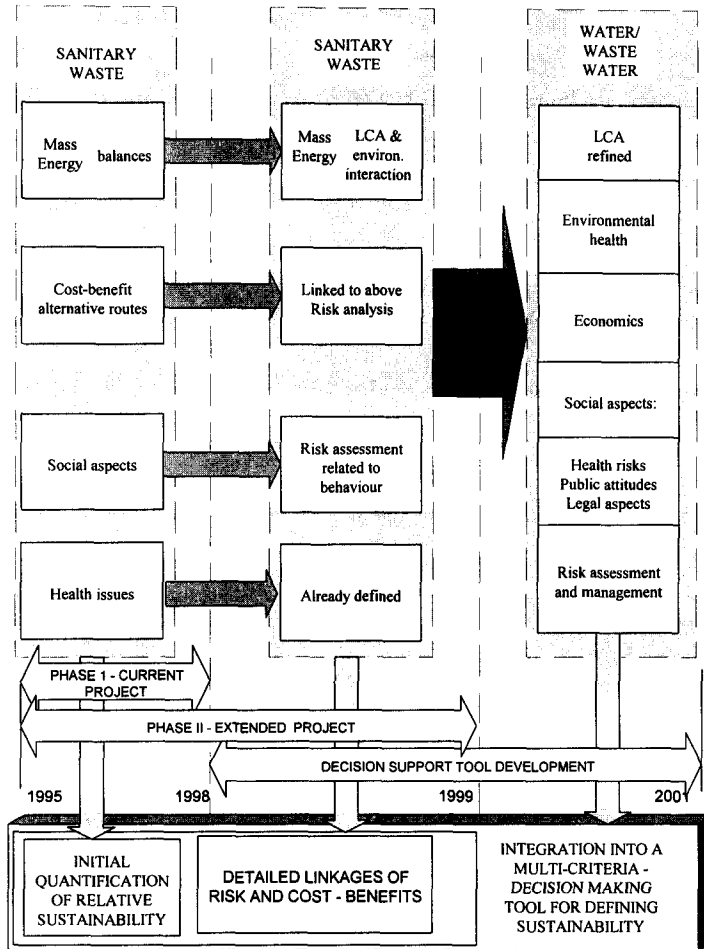 SANITARY
WASTE
SANITARY
WASTE
WATER/
WASTE
WATER
Mass
Energy balances
Mass LCA &
Energy environ.
interaction
LCA
refined
Environmental
health
Cost-benefit
alternative routes
Linked to above
Risk analysis
Economics
Social aspects
Risk assessment
related to
behaviour
Social aspects:
Health risks
Public attitudes
Legal aspects
Health issues
Already defined
Risk assessment
and management
PHASE 1 - CURRENT
PROJECT
PHASE II - EXTENDED PROJECT
DECISION SUPPORT TOOL DEVELOPMENT
1995 1998 1999 2001
INITIAL
QUANTIFICATION
OF RELATIVE
SUSTAINABILITY
DETAILED LINKAGES OF
RISK AND COST - BENEFITS
INTEGRATION INTO A
MULTI-CRITERIA -
DECISION MAKING
TOOL FOR DEFINING
SUSTAINABILITY